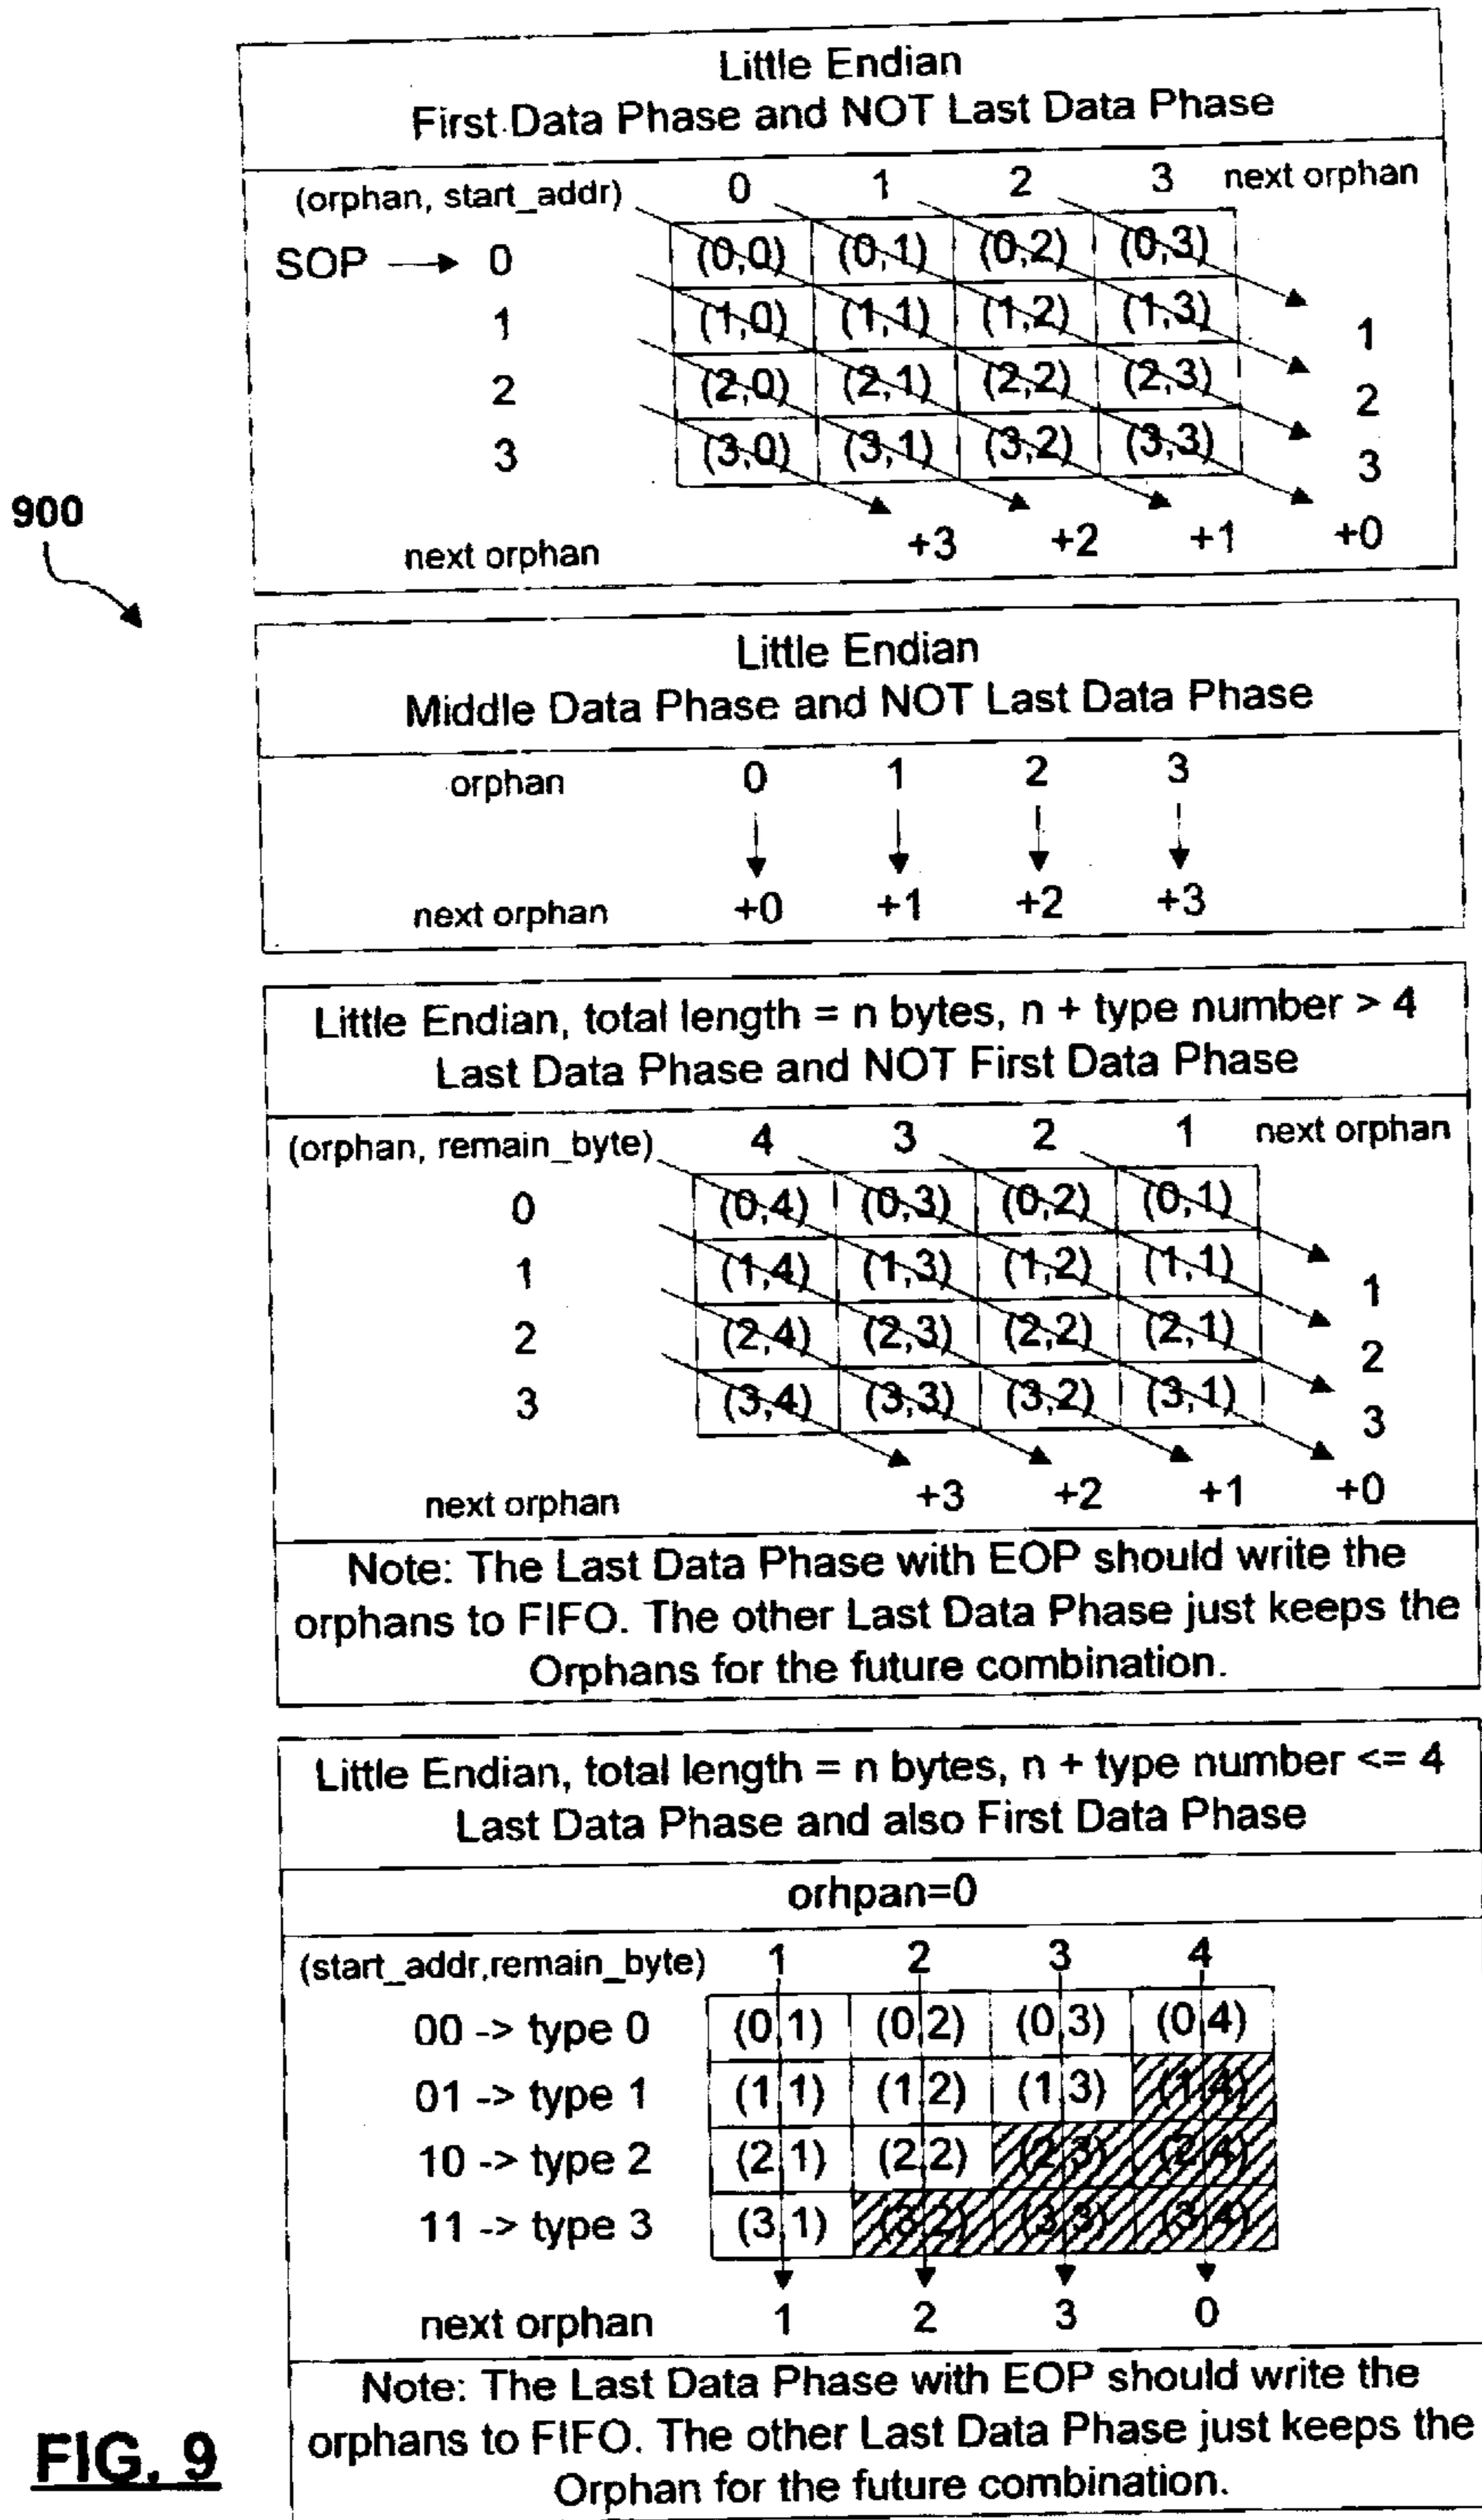 Little Endian
First Data Phase and NOT Last Data Phase
(orphan, start_addr) 0 1 2 3 next orphan
SOP 0 (0,0) (0,1) (0,2) (0,3)
1 (1,0) (1,1) (1,2) (1,3) 1
2 (2,0) (2,1) (2,2) (2,3) 2
3 (3,0) (3,1) (3,2) (3,3) 3
next orphan +3 +2 +1 +0
900
Little Endian
Middle Data Phase and NOT Last Data Phase
orphan 0 1 2 3
next orphan +0 +1 +2 +3
Little Endian, total length = n bytes, n + type number > 4
Last Data Phase and NOT First Data Phase
(orphan, remain_byte) 4 3 2 1 next orphan
0 (0,4) (0,3) (0,2) (0,1)
1 (1,4) (1,3) (1,2) (1,1) 1
2 (2,4) (2,3) (2,2) (2,1) 2
3 (3,4) (3,3) (3,2) (3,1) 3
next orphan +3 +2 +1 +0
Note: The Last Data Phase with EOP should write the
orphans to FIFO. The other Last Data Phase just keeps the
Orphans for the future combination.
Little Endian, total length = n bytes, n + type number <= 4
Last Data Phase and also First Data Phase
orhpan=0
(start_addr,remain_byte) 1 2 3 4
00 -> type 0 (0,1) (0,2) (0,3) (0,4)
01 -> type 1 (1,1) (1,2) (1,3) (1,4)
10 -> type 2 (2,1) (2,2) (2,3) (2,4)
11 -> type 3 (3,1) (3,2) (3,3) (3,4)
next orphan 1 2 3 0
Note: The Last Data Phase with EOP should write the
orphans to FIFO. The other Last Data Phase just keeps the
Orphan for the future combination.
FIG. 9